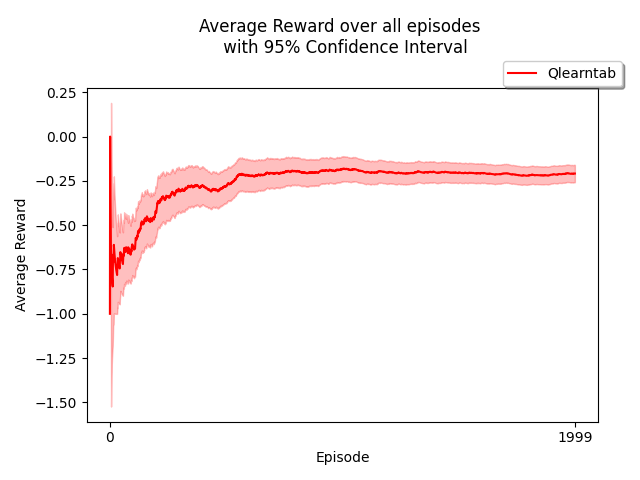 Average Reward over all episodes
with 95% Confidence Interval
Qlearntab
0.25
0.00
−0.25
−0.50
−0.75
−1.00
−1.25
−1.50
Average Reward
0
1999
Episode